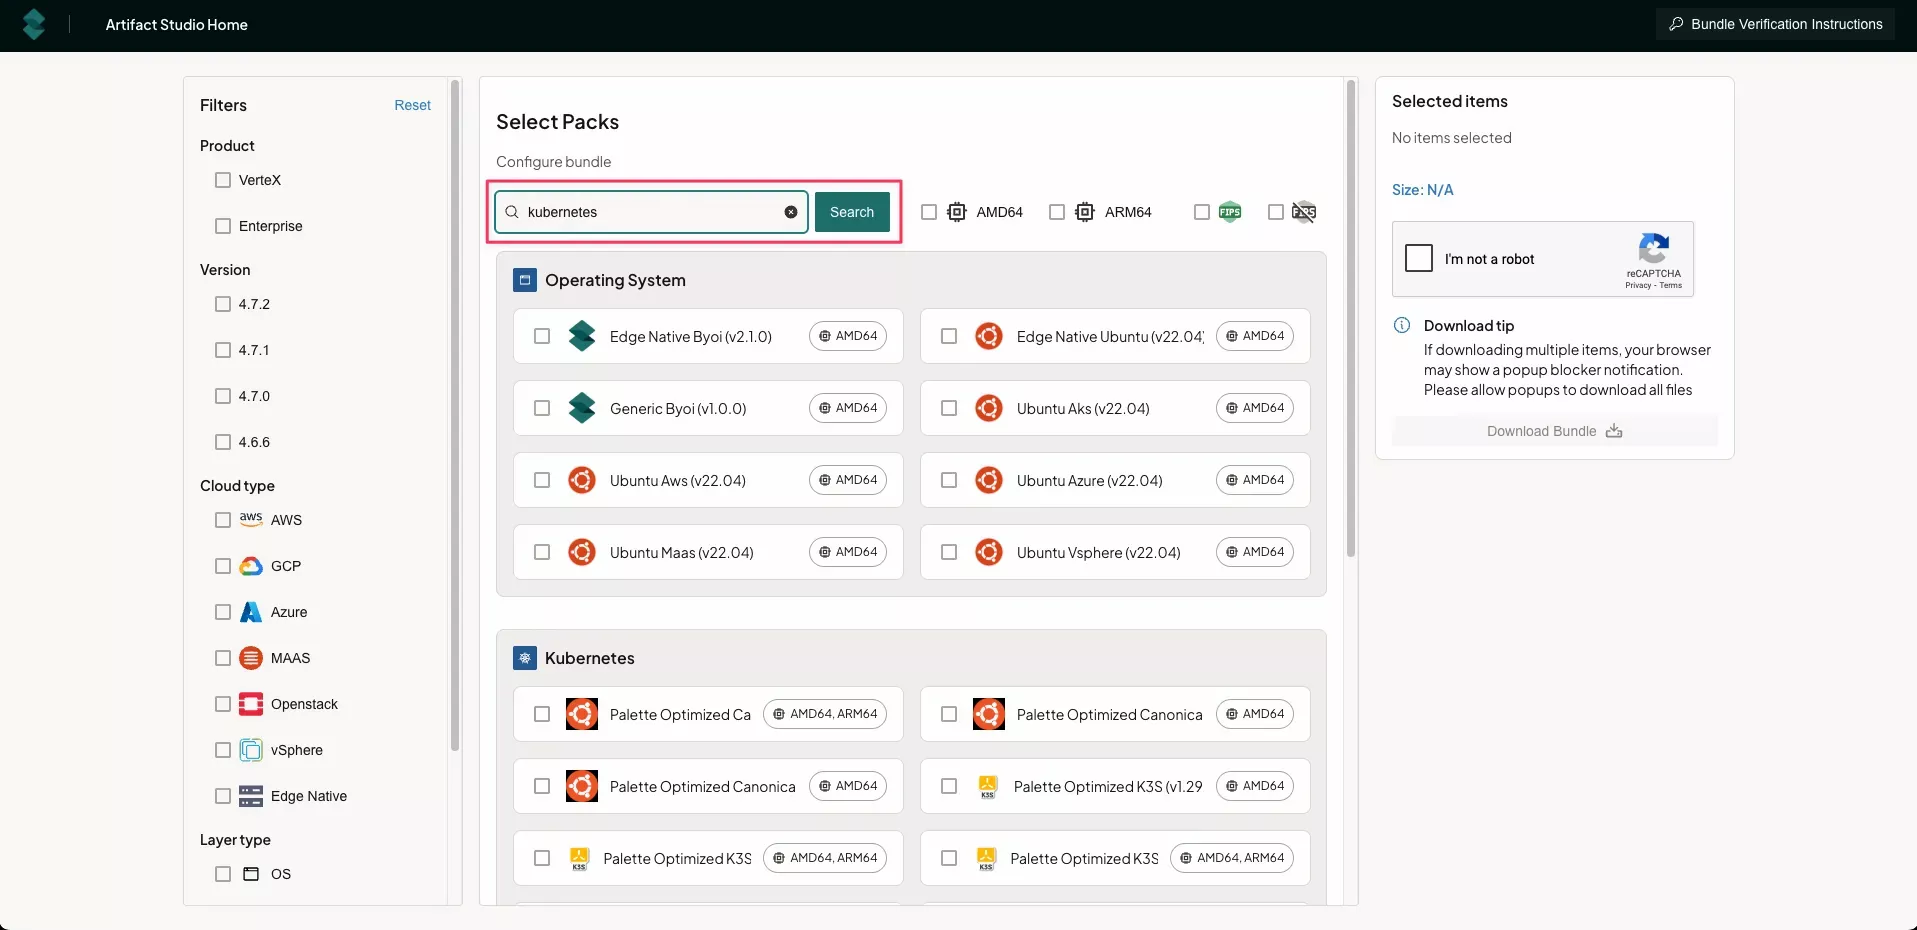 Artifact Studio Home
Bundle Verification Instructions
Filters
Reset
Product
VerteX
Enterprise
Version
4.7.2
4.7.1
4.7.0
4.6.6
Cloud type
aws AWS
GCP
Azure
MAAS
Openstack
vSphere
Edge Native
Layer type
OS
Select Packs
Configure bundle
kubernetes
Search
AMD64
ARM64
FIPS
FIPS
Operating System
Edge Native Byoi (v2.1.0)
AMD64
Edge Native Ubuntu (v22.04)
AMD64
Generic Byoi (v1.0.0)
AMD64
Ubuntu Aks (v22.04)
AMD64
Ubuntu Aws (v22.04)
AMD64
Ubuntu Azure (v22.04)
AMD64
Ubuntu Maas (v22.04)
AMD64
Ubuntu Vsphere (v22.04)
AMD64
Kubernetes
Palette Optimized Ca
AMD64, ARM64
Palette Optimized Canonica
AMD64
Palette Optimized Canonica
AMD64
K3S
Palette Optimized K3S (v1.29
AMD64
K3S
Palette Optimized K3S
AMD64, ARM64
K3S
Palette Optimized K3S
AMD64, ARM64
Selected items
No items selected
Size: N/A
I'm not a robot
reCAPTCHA
Privacy - Terms
Download tip
If downloading multiple items, your browser
may show a popup blocker notification.
Please allow popups to download all files
Download Bundle